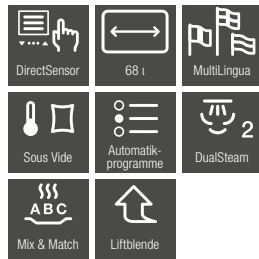 DirectSensor
68 ι
MultiLingua
Sous Vide
Automatik-
programme
2
DualSteam
ABC
Mix & Match
Liftblende